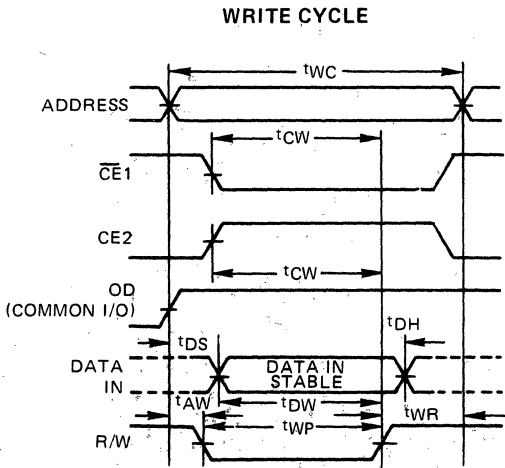 WRITE CYCLE
tWC
ADDRESS
tCW
CE1
CE2
tCW
OD
(COMMON I/O)
tDS
tDH
DATA
IN
DATA IN
STABLE
tAW
tDW
tWR
tWP
R/W